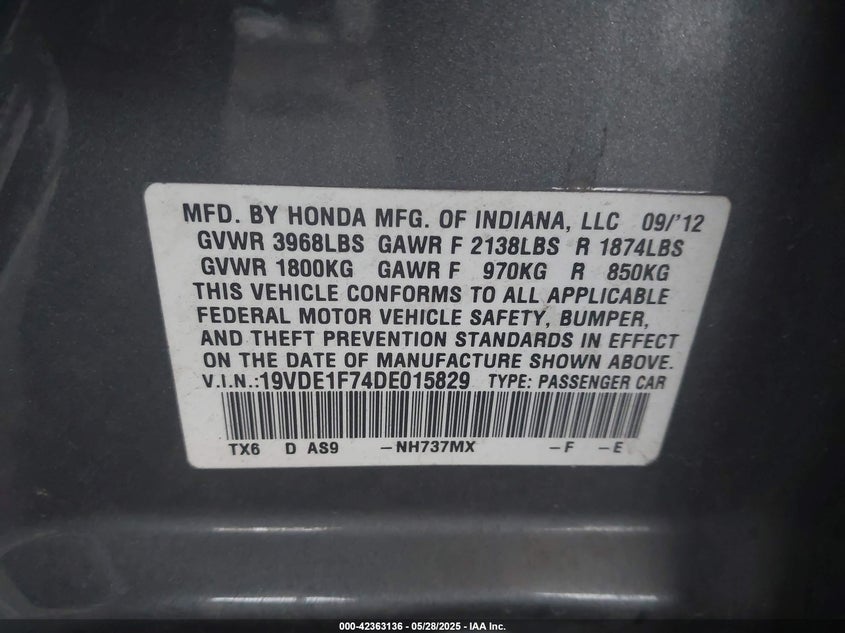 MFD. BY HONDA MFG. OF INDIANA, LLC 09/'12
GVWR 3968LBS GAWR F 2138LBS R 1874LBS
GVWR 1800KG GAWR F 970KG R 850KG
THIS VEHICLE CONFORMS TO ALL APPLICABLE
FEDERAL MOTOR VEHICLE SAFETY, BUMPER,
AND THEFT PREVENTION STANDARDS IN EFFECT
ON THE DATE OF MANUFACTURE SHOWN ABOVE.
V.I.N.:19VDE1F74DE015829 TYPE: PASSENGER CAR
TX6 D AS9 -NH737MX -F -E
000-42363136 - 05/28/2025 - IAA Inc.